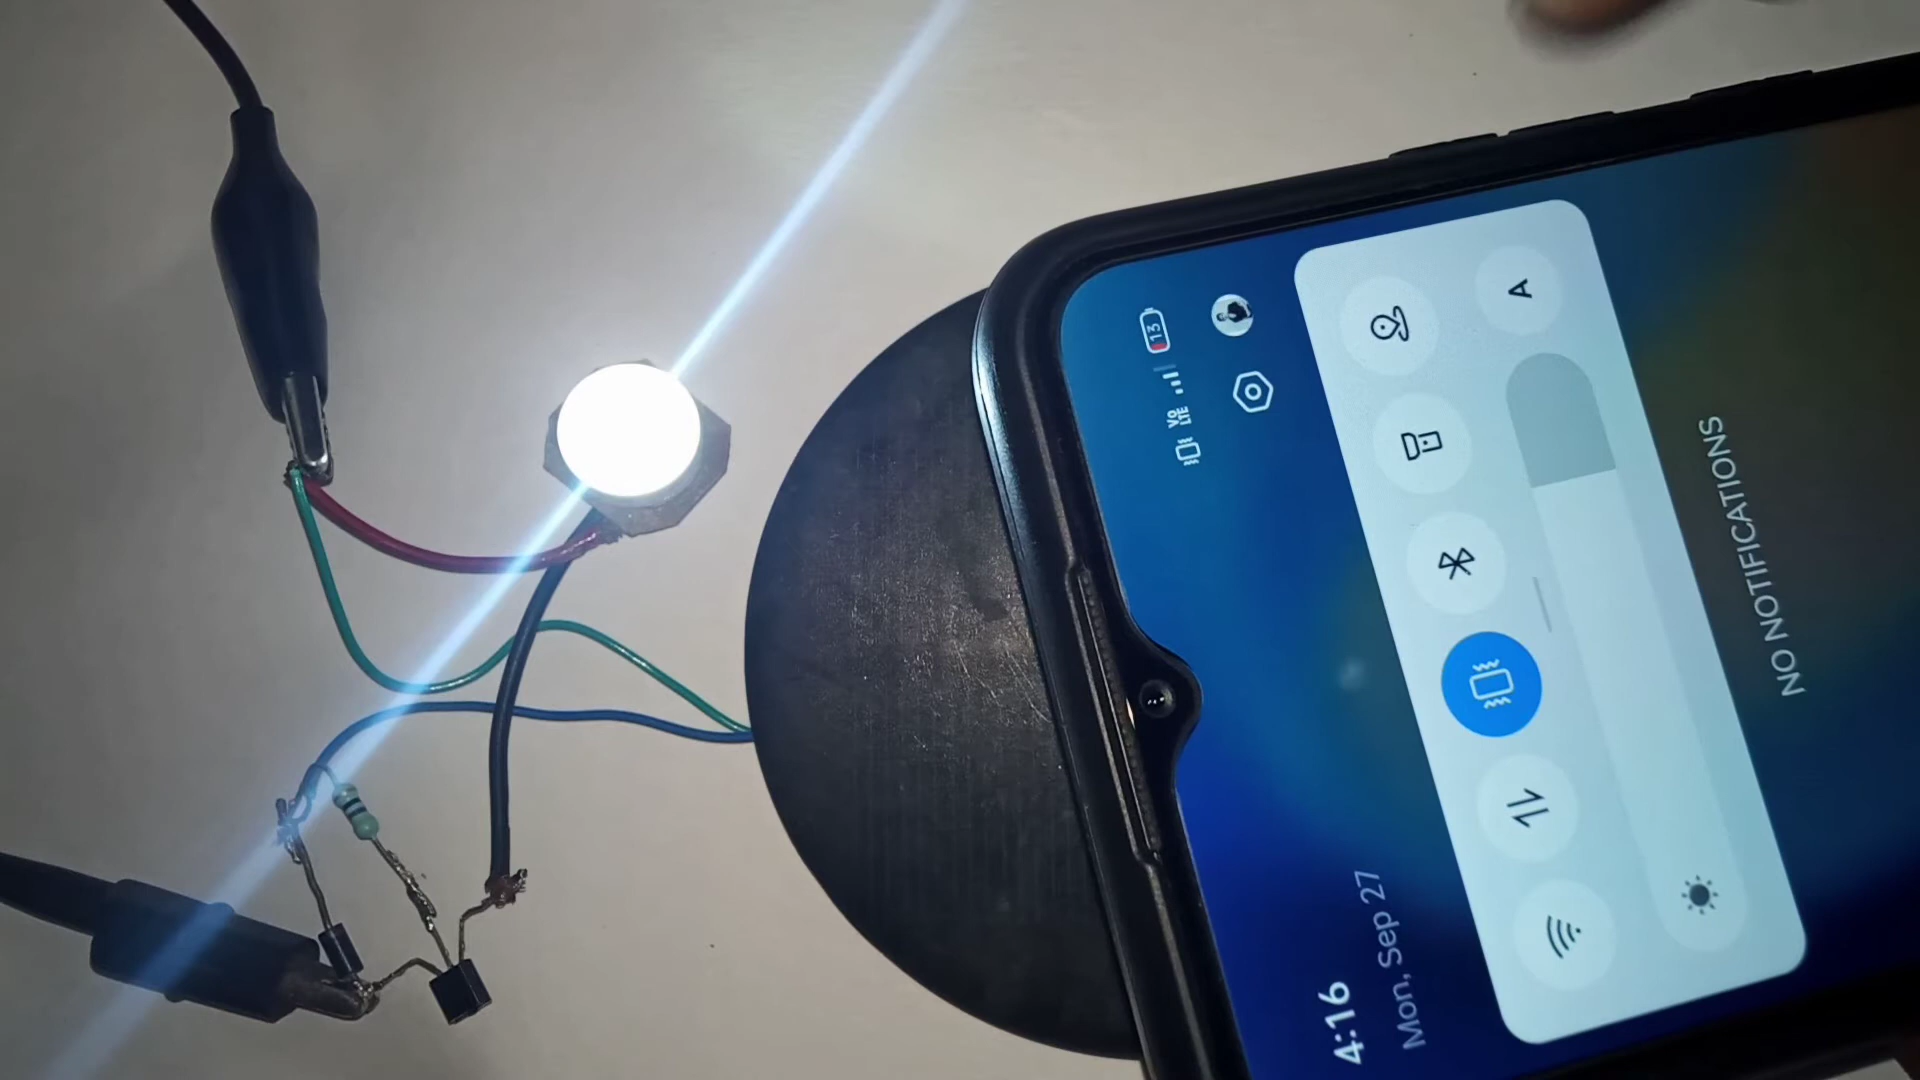 4:16
Mon, Sep 27
VO
LTE
13
A
NO NOTIFICATIONS